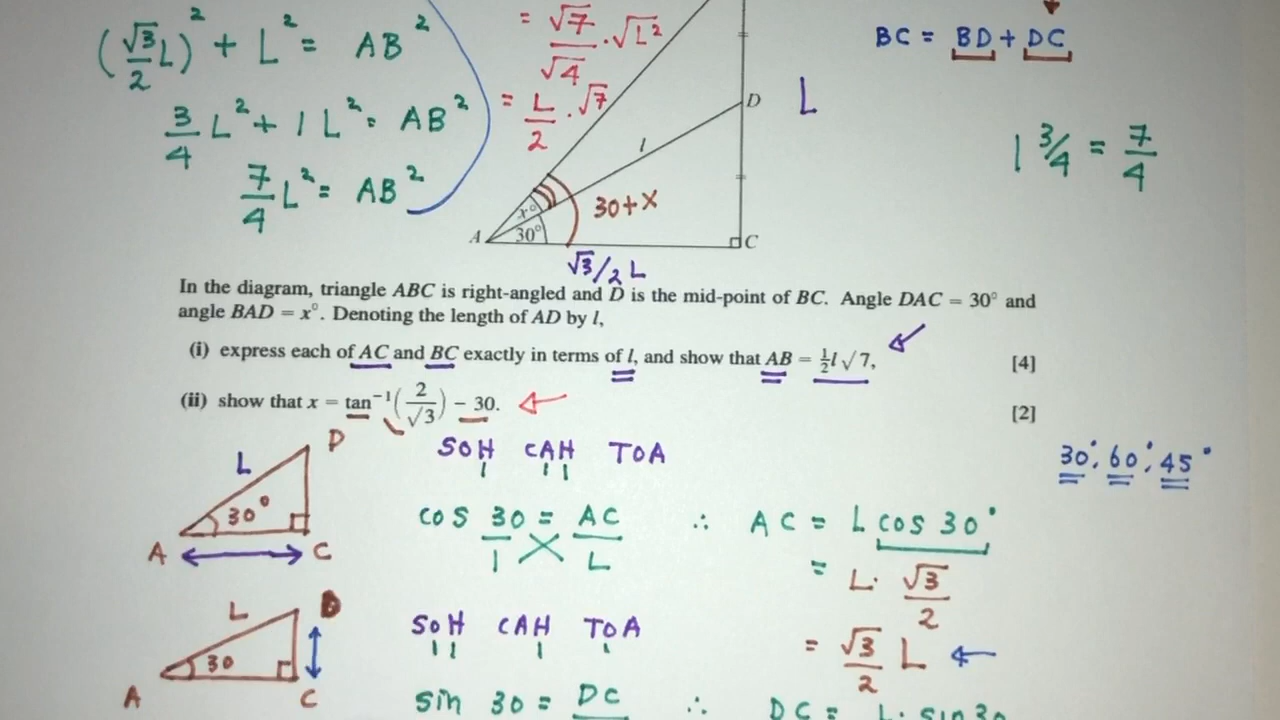 (√3/2 L)² + L² = AB²
3/4 L² + 1 L² = AB²
7/4 L² = AB²
= √7/√4 · √L²
= L/2 · √7
BC = BD + DC
1 3/4 = 7/4
D
L
l
x°
30°
30+x
A
C
√3/2 L
In the diagram, triangle ABC is right-angled and D is the mid-point of BC. Angle DAC = 30° and
angle BAD = x°. Denoting the length of AD by l,
(i) express each of AC and BC exactly in terms of l, and show that AB = ½l√7, [4]
(ii) show that x = tan⁻¹(2/√3) − 30. [2]
30°, 60°, 45°
D
L
30°
A
C
SOH CAH TOA
cos 30/1 = AC/L ∴ AC = L cos 30°
= L · √3/2
= √3/2 L
L
D
30
A
C
SOH CAH TOA
sin 30 = DC ∴ DC = L · sin 30